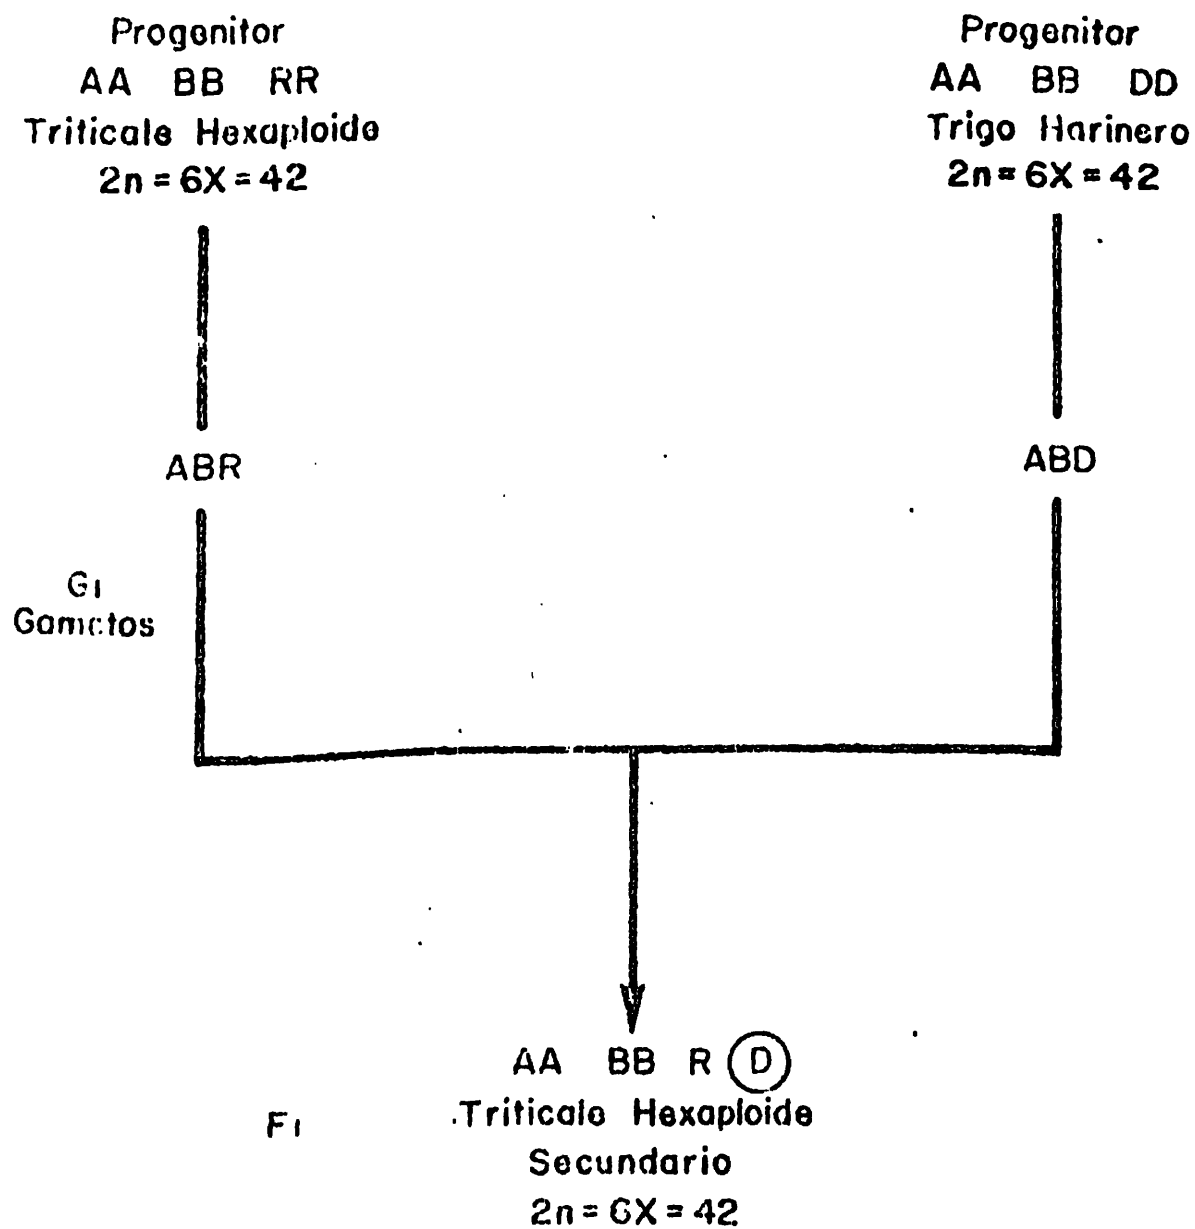 Progenitor
AA BB RR
Triticale Hexaploide
2n = 6X = 42
Progenitor
AA BB DD
Trigo Harinero
2n = 6X = 42
ABR
ABD
G1
Gametos
AA BB R D
F1
Triticale Hexaploide
Secundario
2n = 6X = 42